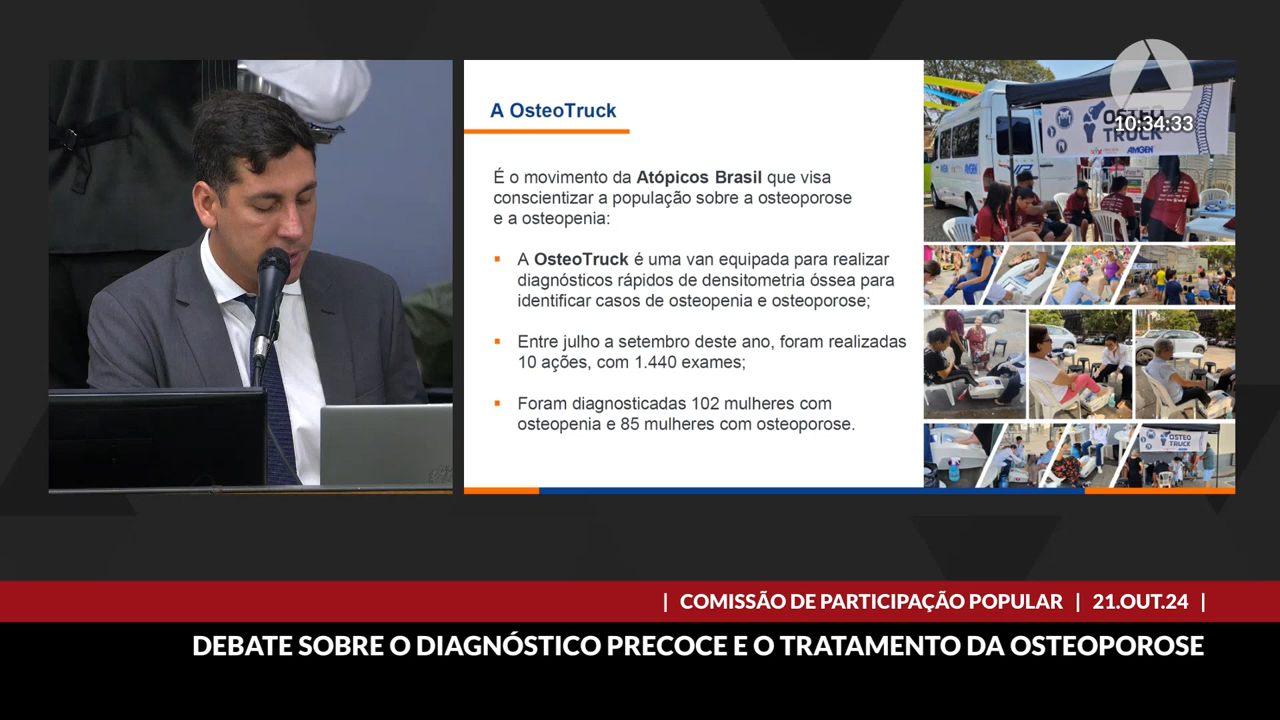 A OsteoTruck
É o movimento da Atópicos Brasil que visa
conscientizar a população sobre a osteoporose
e a osteopenia:
A OsteoTruck é uma van equipada para realizar
diagnósticos rápidos de densitometria óssea para
identificar casos de osteopenia e osteoporose;
Entre julho a setembro deste ano, foram realizadas
10 ações, com 1.440 exames;
Foram diagnosticadas 102 mulheres com
osteopenia e 85 mulheres com osteoporose.
OSTEO
TRUCK
AMGEN
10:34:33
OSTEO
TRUCK
| COMISSÃO DE PARTICIPAÇÃO POPULAR | 21.OUT.24 |
DEBATE SOBRE O DIAGNÓSTICO PRECOCE E O TRATAMENTO DA OSTEOPOROSE